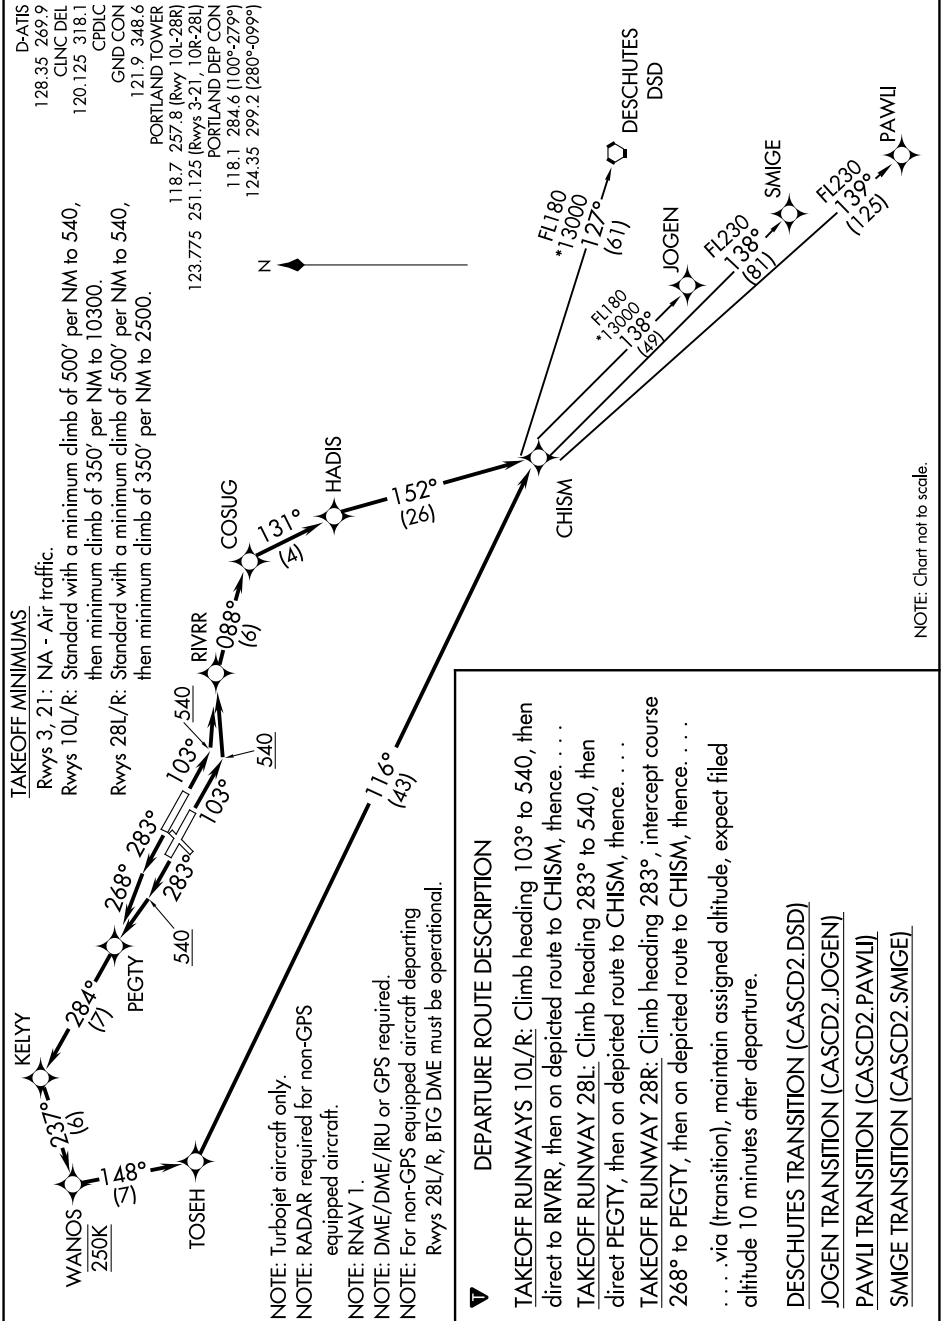 D-ATIS
128.35 269.9
CLNC DEL
120.125 318.1
CPDLC
GND CON
121.9 348.6
PORTLAND TOWER
118.7 257.8 (Rwy 10L-28R)
123.775 251.125 (Rwys 3-21, 10R-28L)
PORTLAND DEP CON
118.1 284.6 (100°-279°)
124.35 299.2 (280°-099°)
TAKEOFF MINIMUMS
Rwys 3, 21: NA - Air traffic.
Rwys 10L/R: Standard with a minimum climb of 500' per NM to 540,
then minimum climb of 350' per NM to 10300.
Rwys 28L/R: Standard with a minimum climb of 500' per NM to 540,
then minimum climb of 350' per NM to 2500.
N
KELYY
284°
(7)
PEGTY
237°
(6)
WANOS
250K
148°
(7)
TOSEH
268°
283°
283°
540
103°
103°
540
540
RIVRR
088°
(6)
COSUG
131°
(4)
HADIS
152°
(26)
116°
(43)
CHISM
FL180
*13000
127°
(61)
DESCHUTES
DSD
FL180
*13000
138°
(49)
JOGEN
FL230
138°
(81)
SMIGE
FL230
139°
(125)
PAWLI
NOTE: Turbojet aircraft only.
NOTE: RADAR required for non-GPS
equipped aircraft.
NOTE: RNAV 1.
NOTE: DME/DME/IRU or GPS required.
NOTE: For non-GPS equipped aircraft departing
Rwys 28L/R, BTG DME must be operational.
NOTE: Chart not to scale.
T
DEPARTURE ROUTE DESCRIPTION
TAKEOFF RUNWAYS 10L/R: Climb heading 103° to 540, then
direct to RIVRR, then on depicted route to CHISM, thence. . . .
TAKEOFF RUNWAY 28L: Climb heading 283° to 540, then
direct PEGTY, then on depicted route to CHISM, thence. . . .
TAKEOFF RUNWAY 28R: Climb heading 283°, intercept course
268° to PEGTY, then on depicted route to CHISM, thence. . . .
. . . .via (transition), maintain assigned altitude, expect filed
altitude 10 minutes after departure.
DESCHUTES TRANSITION (CASCD2.DSD)
JOGEN TRANSITION (CASCD2.JOGEN)
PAWLI TRANSITION (CASCD2.PAWLI)
SMIGE TRANSITION (CASCD2.SMIGE)